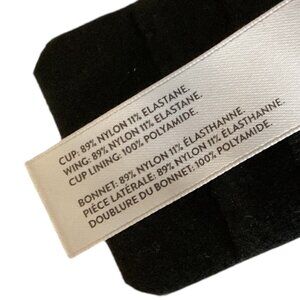 CUP: 89% NYLON 11% ELASTANE.
WING: 89% NYLON 11% ELASTANE.
CUP LINING: 100% POLYAMIDE.
BONNET: 89% NYLON 11% ÉLASTHANNE.
PIÈCE LATÉRALE: 89% NYLON 11% ÉLASTHANNE.
DOUBLURE DU BONNET: 100% POLYAMIDE.